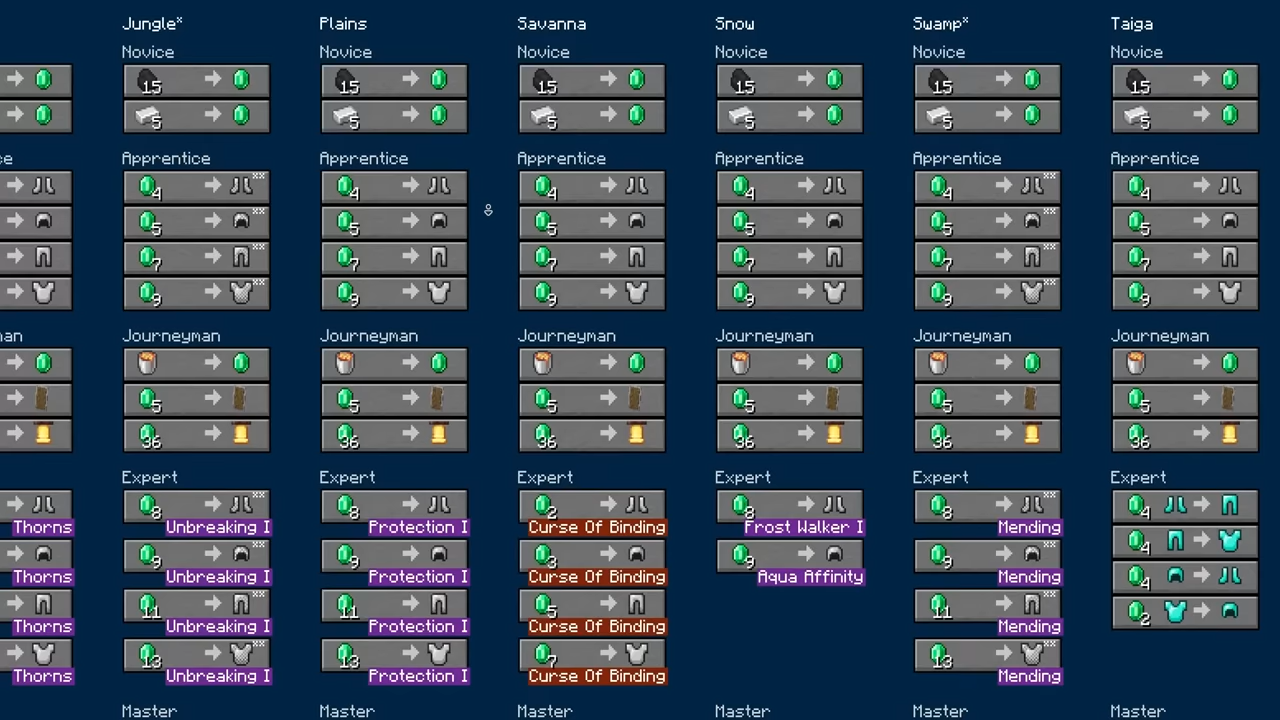 Jungle* Plains Savanna Snow Swamp* Taiga
Novice Novice Novice Novice Novice Novice
15 15 15 15 15 15
5 5 5 5 5 5
ce Apprentice Apprentice Apprentice Apprentice Apprentice Apprentice
4 ×× 4 4 4 4 ×× 4
5 ×× 5 5 5 5 ×× 5
7 ×× 7 7 7 7 ×× 7
9 ×× 9 9 9 9 ×× 9
man Journeyman Journeyman Journeyman Journeyman Journeyman Journeyman
5 5 5 5 5 5
36 36 36 36 36 36
Expert Expert Expert Expert Expert Expert
8 ×× 8 2 8 8 ×× 4
Thorns Unbreaking I Protection I Curse Of Binding Frost Walker I Mending
4
9 ×× 9 3 9 9 ×× 
Thorns Unbreaking I Protection I Curse Of Binding Aqua Affinity Mending
4
11 ×× 11 5 11 ×× 2
Thorns Unbreaking I Protection I Curse Of Binding Mending
13 ×× 13 7 13 ××
Thorns Unbreaking I Protection I Curse Of Binding Mending
Master Master Master Master Master Master